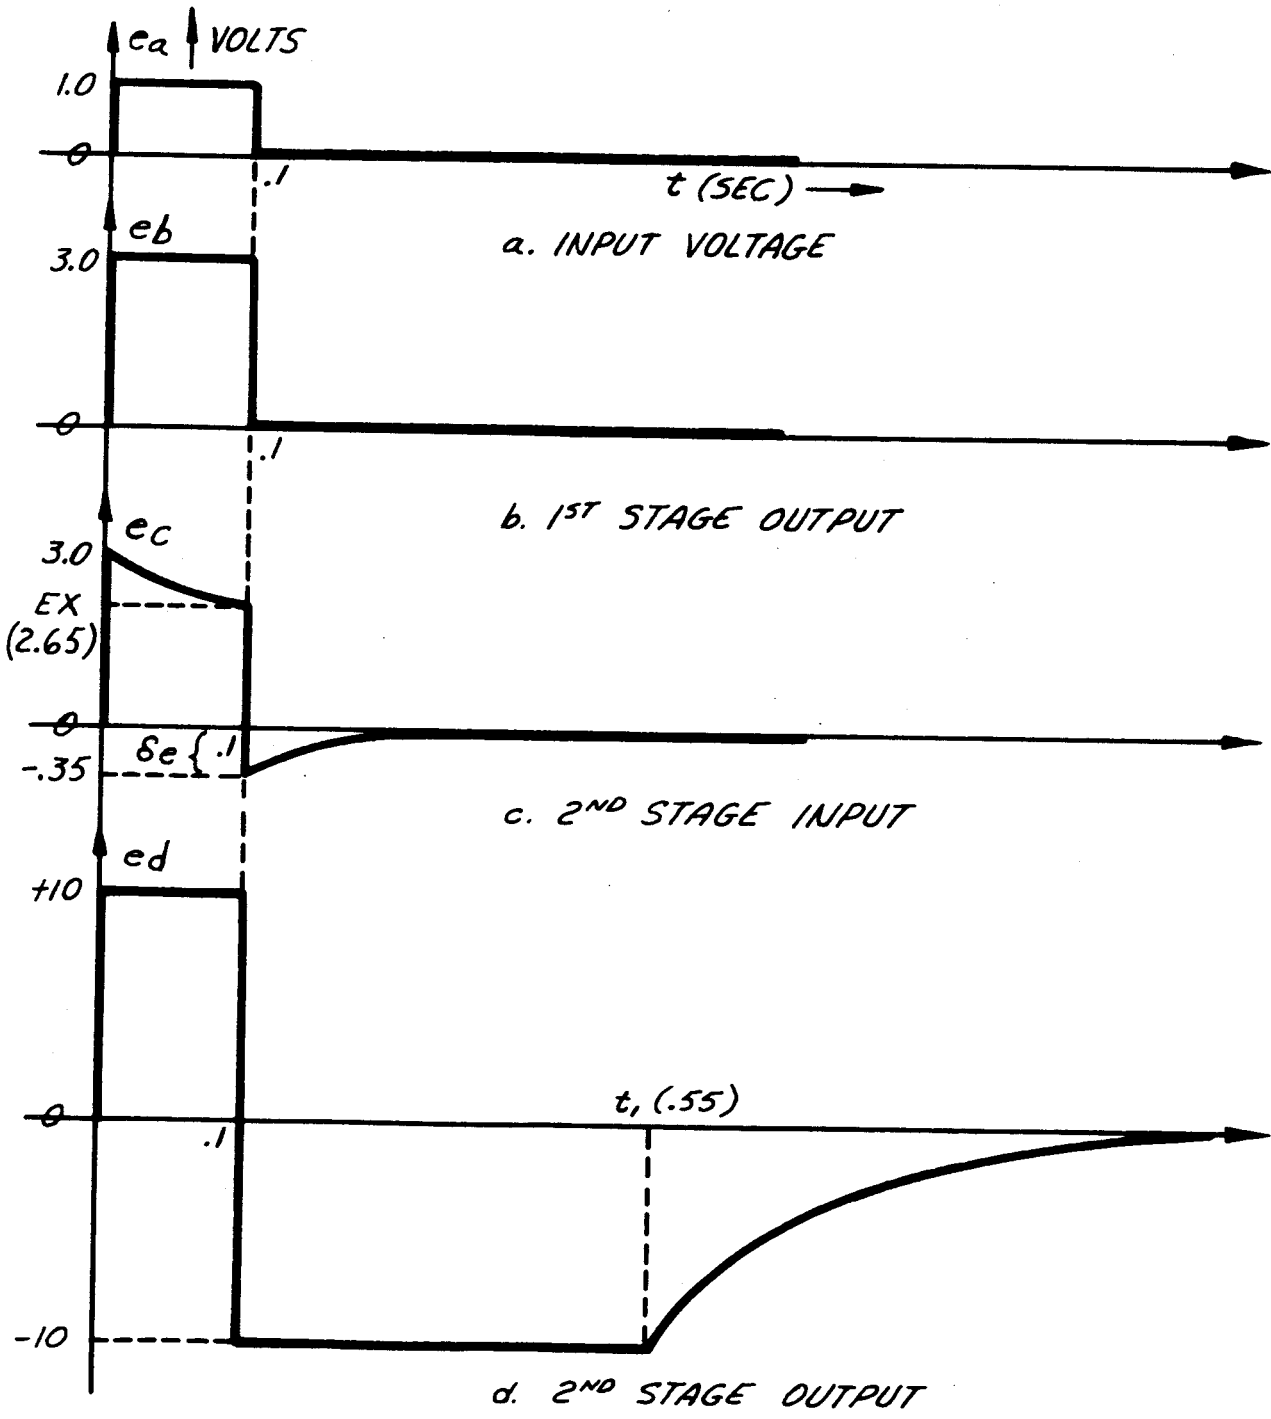 ea VOLTS
1.0
0
.1
t (SEC)
a. INPUT VOLTAGE
eb
3.0
0
.1
b. 1ST STAGE OUTPUT
ec
3.0
EX
(2.65)
0
δe { .1
-.35
c. 2ND STAGE INPUT
ed
+10
t, (.55)
0
.1
-10
d. 2ND STAGE OUTPUT